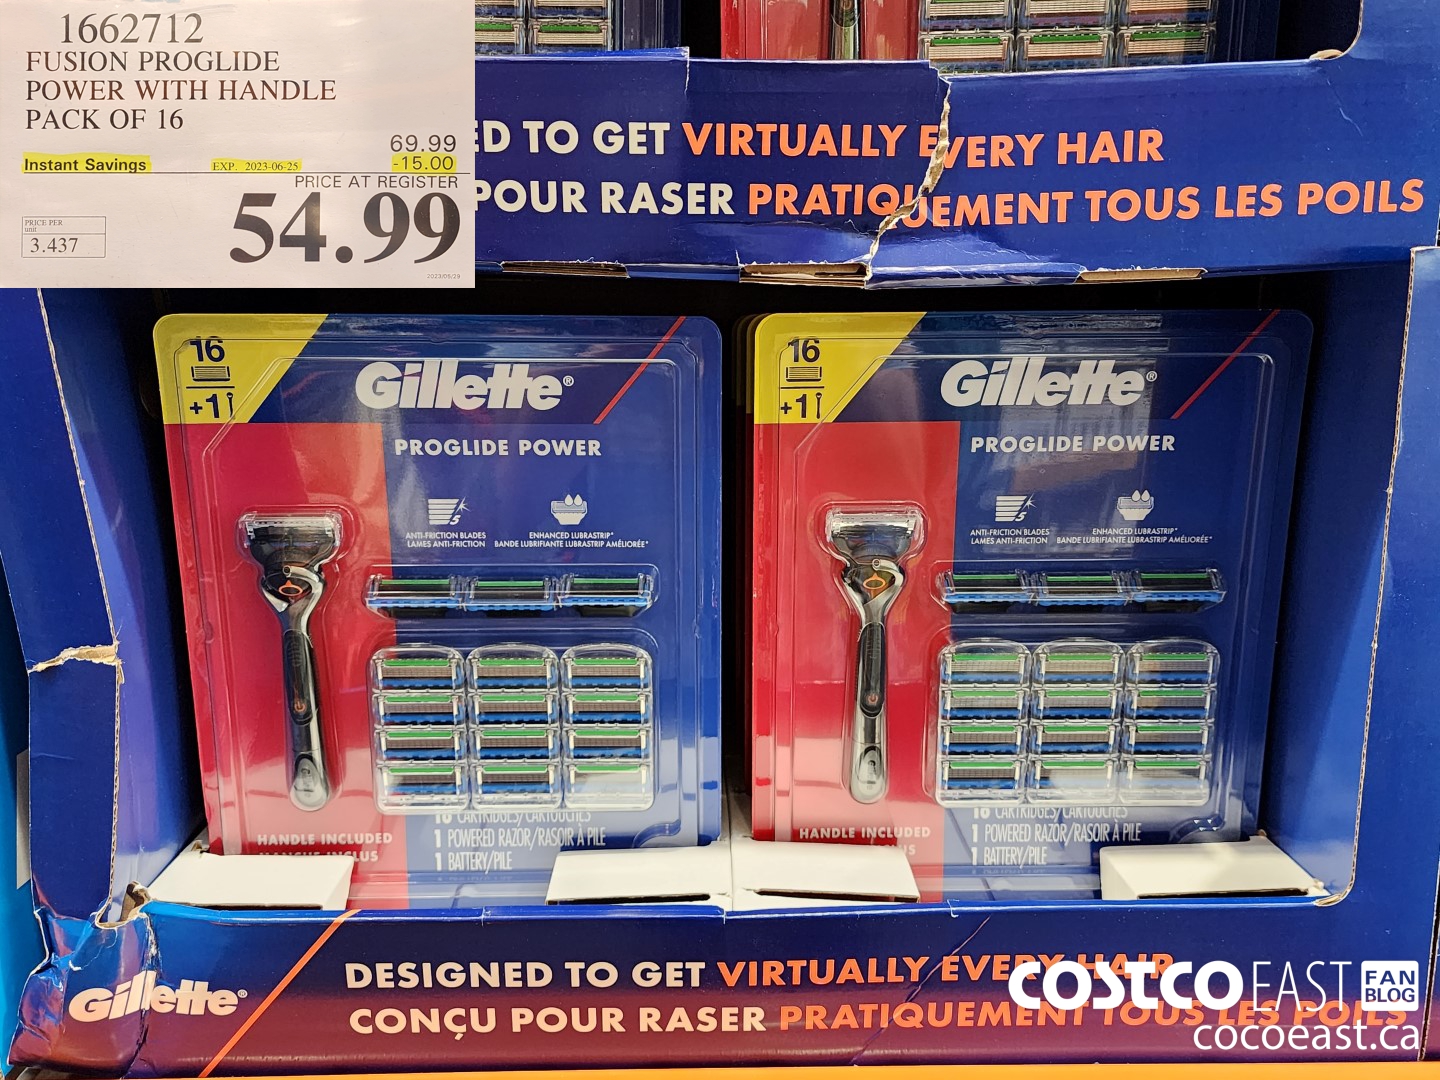 1662712
FUSION PROGLIDE
POWER WITH HANDLE
PACK OF 16
69.99
Instant Savings EXP. 2023-06-25 -15.00
PRICE AT REGISTER
54.99
PRICE PER
unit
3.437
ED TO GET VIRTUALLY EVERY HAIR
POUR RASER PRATIQUEMENT TOUS LES POILS
16
+1
Gillette®
PROGLIDE POWER
ANTI-FRICTION BLADES
LAMES ANTI-FRICTION
ENHANCED LUBRASTRIP*
BANDE LUBRIFIANTE LUBRASTRIP AMÉLIORÉE*
HANDLE INCLUDED
16 CARTRIDGES/CARTOUCHES
1 POWERED RAZOR/RASOIR À PILE
1 BATTERY/PILE
16
+1
Gillette®
PROGLIDE POWER
ANTI-FRICTION BLADES
LAMES ANTI-FRICTION
ENHANCED LUBRASTRIP*
BANDE LUBRIFIANTE LUBRASTRIP AMÉLIORÉE*
HANDLE INCLUDED
16 CARTRIDGES/CARTOUCHES
1 POWERED RAZOR/RASOIR À PILE
1 BATTERY/PILE
Gillette®
DESIGNED TO GET VIRTUALLY EVERY HAIR
CONÇU POUR RASER PRATIQUEMENT TOUS LES POILS
COSTCO EAST FAN BLOG
cocoeast.ca